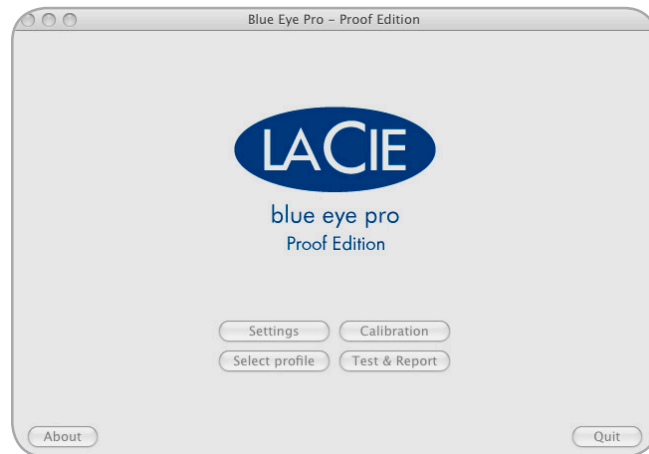 Blue Eye Pro – Proof Edition
LACIE
blue eye pro
Proof Edition
Settings Calibration
Select profile Test & Report
About Quit